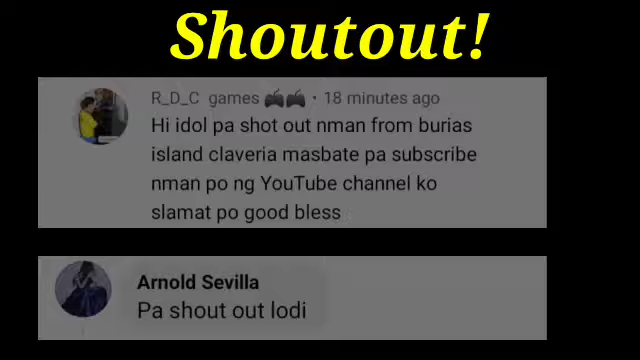 Shoutout!
R_D_C games 🎮🎮 · 18 minutes ago
Hi idol pa shot out nman from burias
island claveria masbate pa subscribe
nman po ng YouTube channel ko
slamat po good bless
Arnold Sevilla
Pa shout out lodi